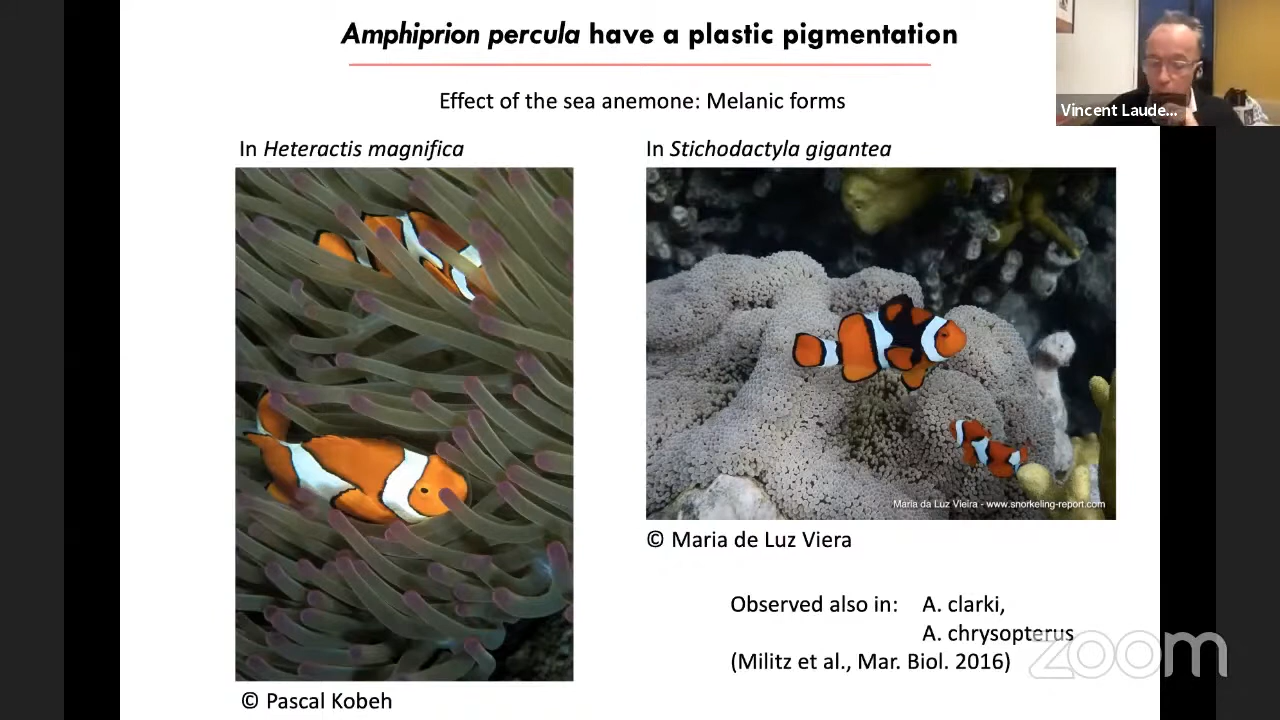 Amphiprion percula have a plastic pigmentation
Vincent Laude...
Effect of the sea anemone: Melanic forms
In Heteractis magnifica
In Stichodactyla gigantea
Maria da Luz Vieira - www.snorkeling-report.com
© Maria de Luz Viera
Observed also in: A. clarki,
A. chrysopterus
(Militz et al., Mar. Biol. 2016)
zoom
© Pascal Kobeh